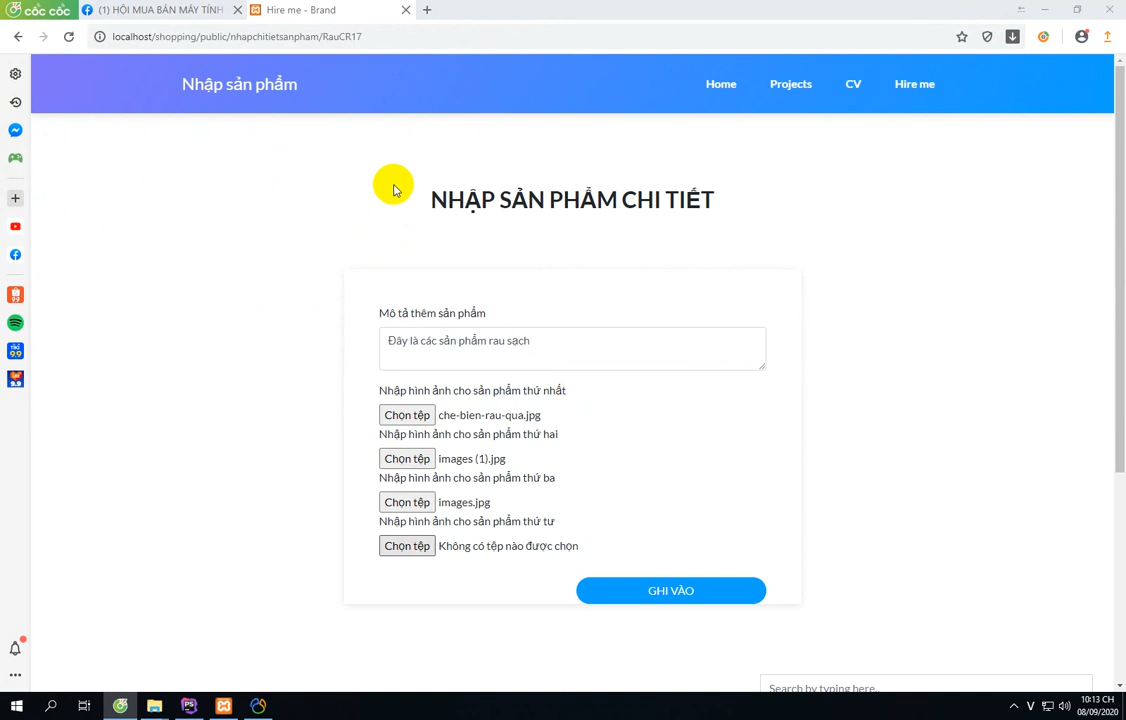 cốc cốc
(1) HỘI MUA BÁN MÁY TÍNH
Hire me - Brand
localhost/shopping/public/nhapchitietsanpham/RauCR17
Nhập sản phẩm
Home
Projects
CV
Hire me
NHẬP SẢN PHẨM CHI TIẾT
Mô tả thêm sản phẩm
Đây là các sản phẩm rau sạch
Nhập hình ảnh cho sản phẩm thứ nhất
Chọn tệp che-bien-rau-qua.jpg
Nhập hình ảnh cho sản phẩm thứ hai
Chọn tệp images (1).jpg
Nhập hình ảnh cho sản phẩm thứ ba
Chọn tệp images.jpg
Nhập hình ảnh cho sản phẩm thứ tư
Chọn tệp Không có tệp nào được chọn
GHI VÀO
Search by typing here..
PS
V
10:13 CH
08/09/2020